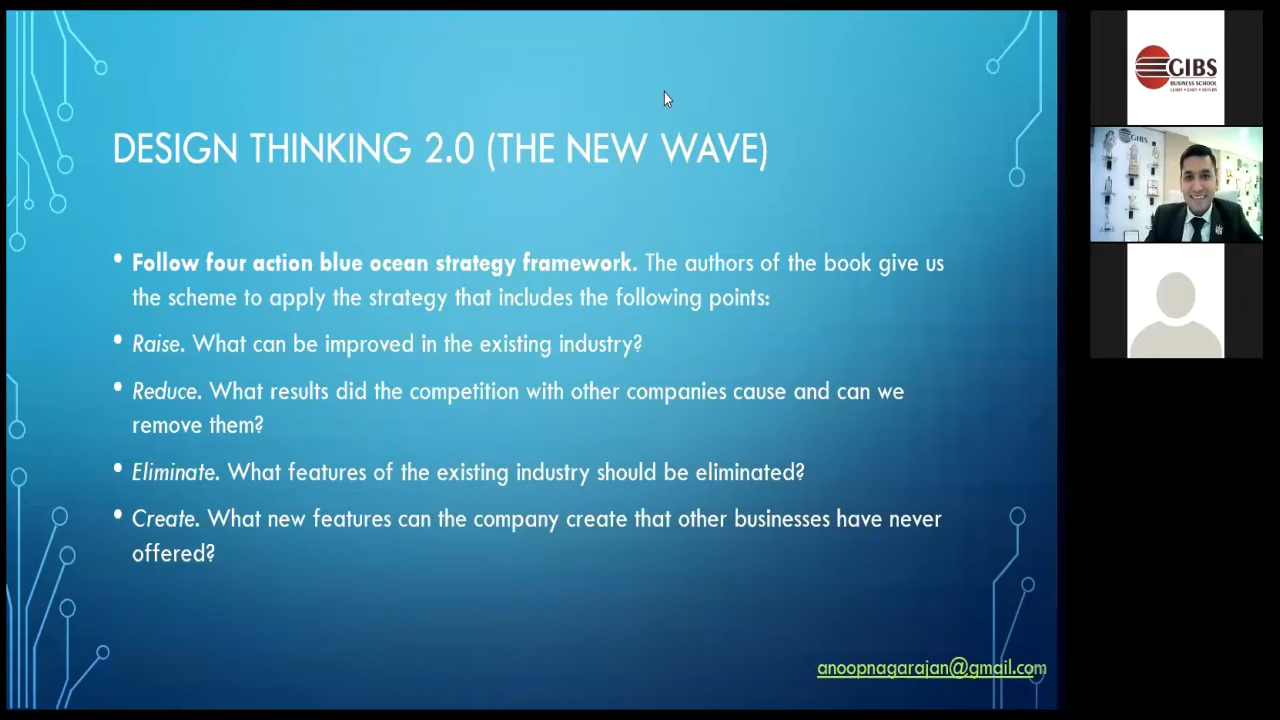 DESIGN THINKING 2.0 (THE NEW WAVE)
• Follow four action blue ocean strategy framework. The authors of the book give us
the scheme to apply the strategy that includes the following points:
• Raise. What can be improved in the existing industry?
• Reduce. What results did the competition with other companies cause and can we
remove them?
• Eliminate. What features of the existing industry should be eliminated?
• Create. What new features can the company create that other businesses have never
offered?
anoopnagarajan@gmail.com
GIBS
BUSINESS SCHOOL
GIBS